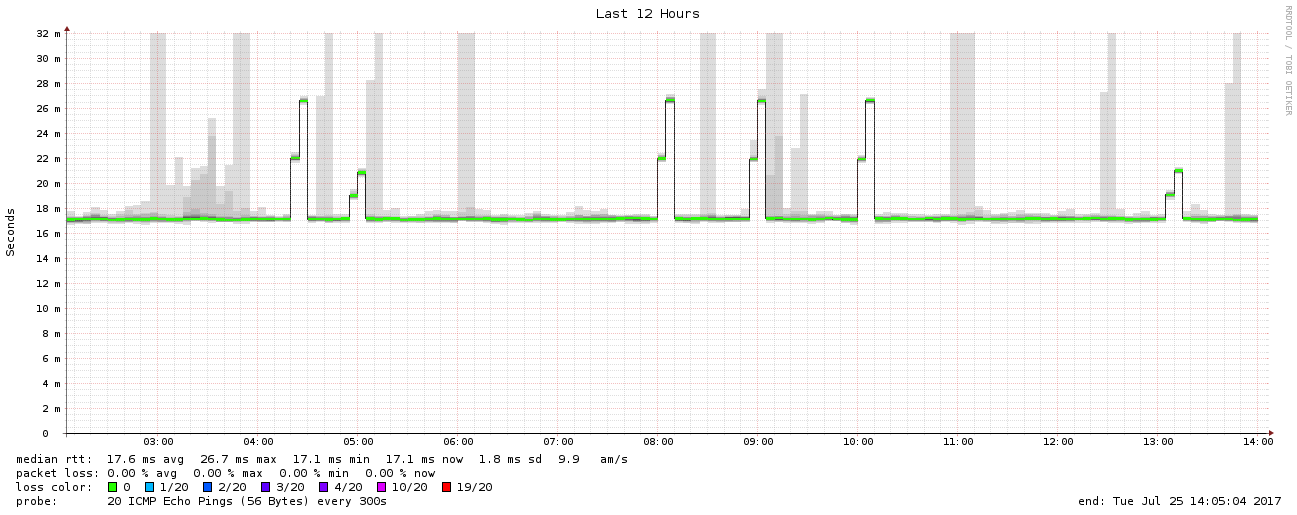 Last 12 Hours
RRDTOOL / TOBI OETIKER
Seconds
32 m
30 m
28 m
26 m
24 m
22 m
20 m
18 m
16 m
14 m
12 m
10 m
8 m
6 m
4 m
2 m
0
03:00 04:00 05:00 06:00 07:00 08:00 09:00 10:00 11:00 12:00 13:00 14:00
median rtt: 17.6 ms avg 26.7 ms max 17.1 ms min 17.1 ms now 1.8 ms sd 9.9 am/s
packet loss: 0.00 % avg 0.00 % max 0.00 % min 0.00 % now
loss color: 0 1/20 2/20 3/20 4/20 10/20 19/20
probe: 20 ICMP Echo Pings (56 Bytes) every 300s end: Tue Jul 25 14:05:04 2017